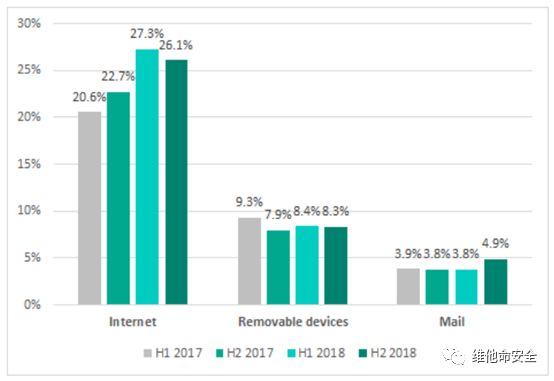 30%
27.3%
26.1%
25%
22.7%
20.6%
20%
15%
10%
9.3%
7.9%
8.4%
8.3%
5%
3.9%
3.8%
3.8%
4.9%
0%
Internet
Removable devices
Mail
H1 2017
H2 2017
H1 2018
H2 2018
维他命安全